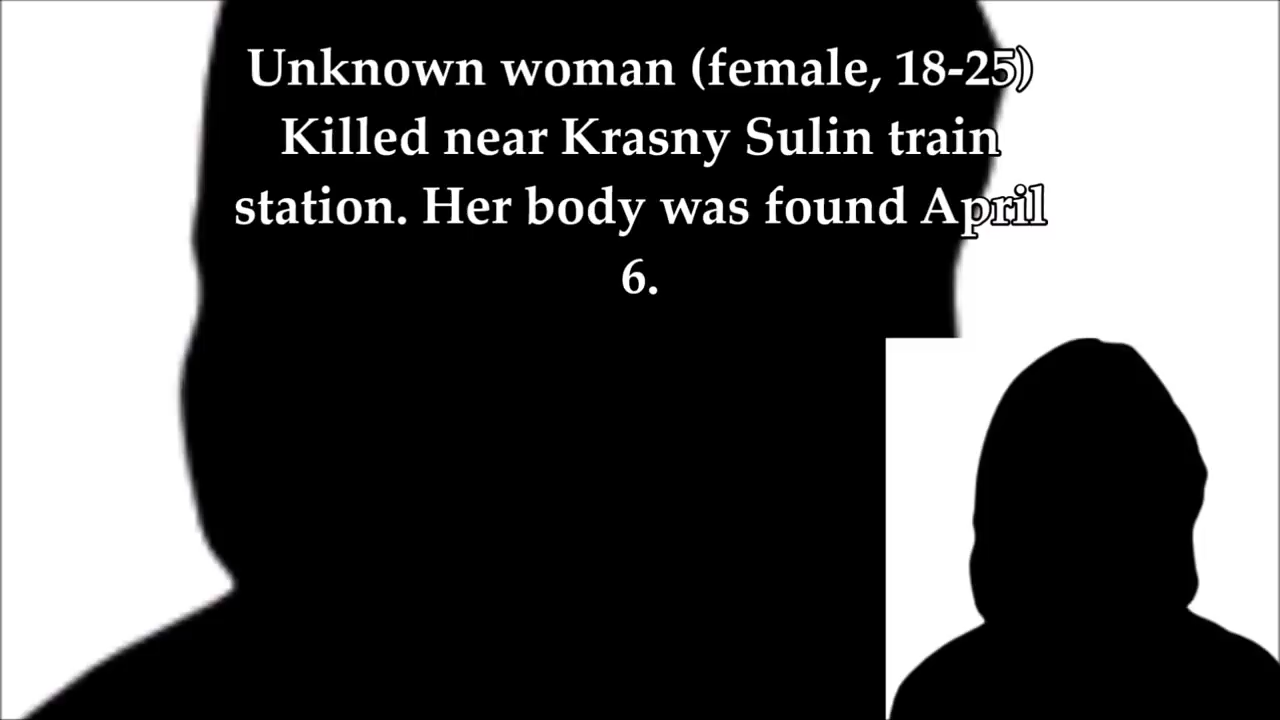 Unknown woman (female, 18-25)
Killed near Krasny Sulin train
station. Her body was found April
6.